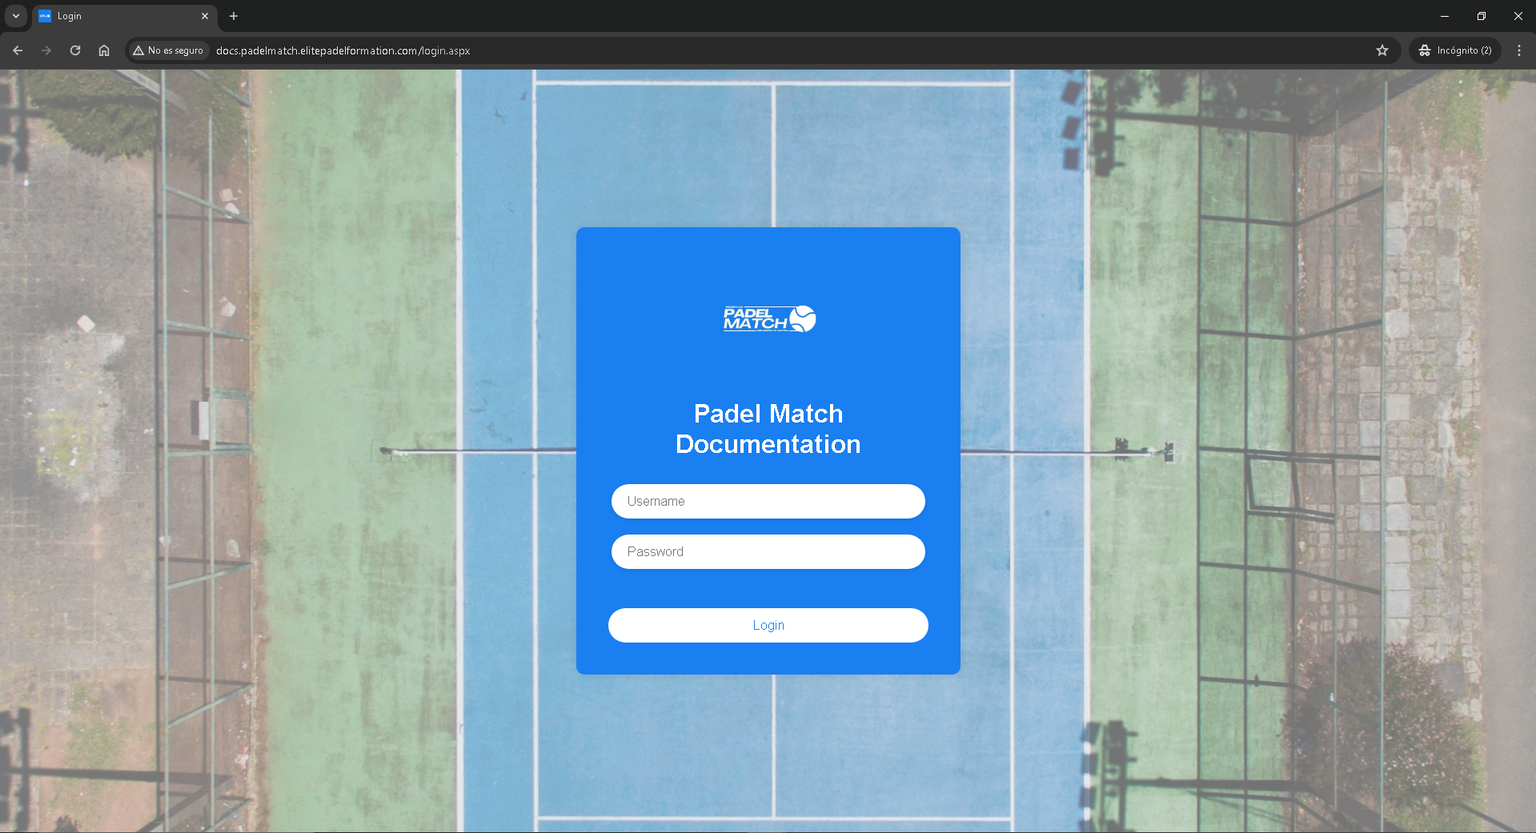 Login
No es seguro
docs.padelmatch.elitepadelformation.com/login.aspx
Incógnito (2)
PADEL
MATCH
Padel Match
Documentation
Username
Password
Login